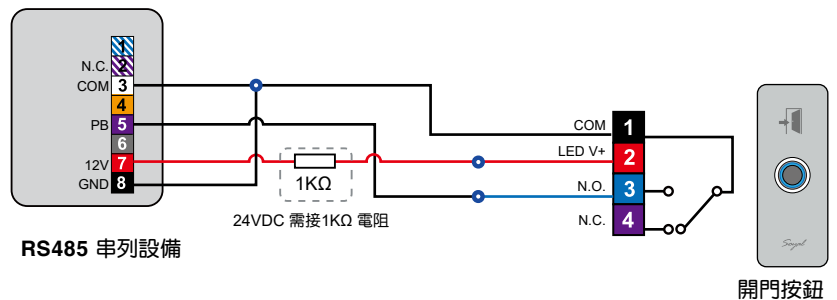 1
N.C. 2
COM 3
4
PB 5
6
12V 7
GND 8
RS485 串列設備
1KΩ
24VDC 需接1KΩ 電阻
COM 1
LED V+ 2
N.O. 3
N.C. 4
Soyal
開門按鈕